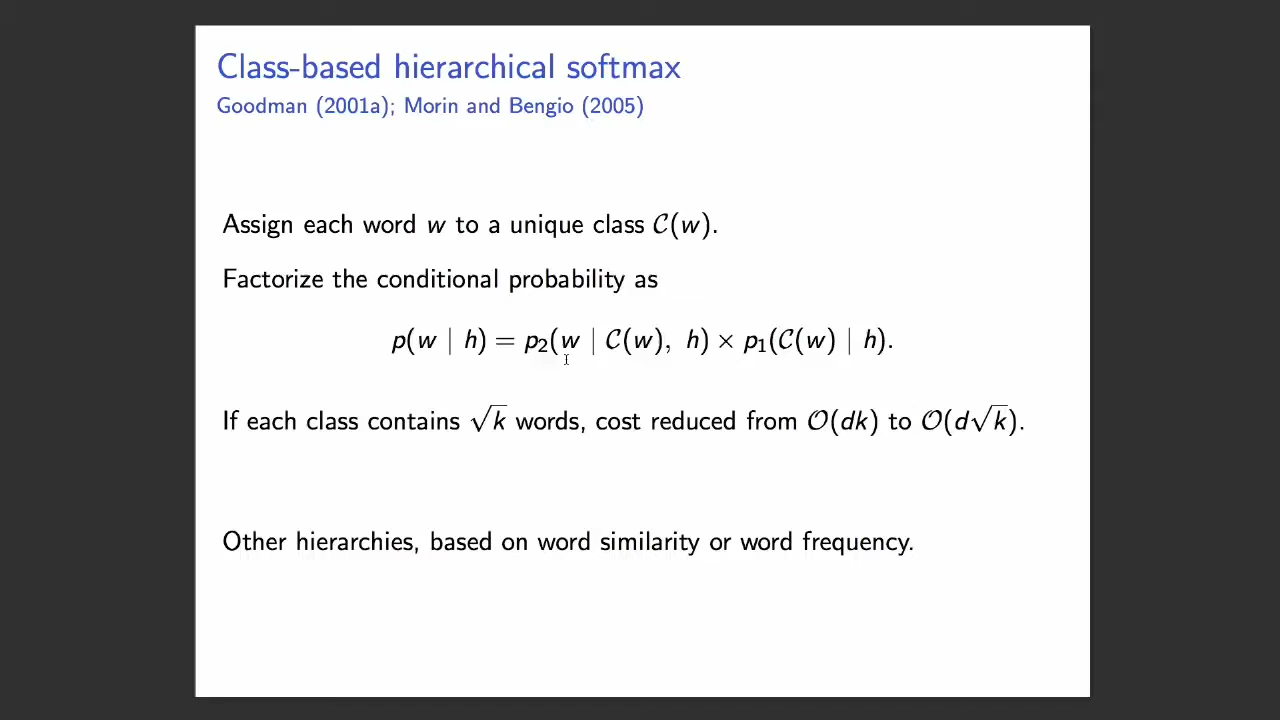 Class-based hierarchical softmax
Goodman (2001a); Morin and Bengio (2005)
Assign each word w to a unique class 𝒞(w).
Factorize the conditional probability as
p(w | h) = p₂(w | 𝒞(w), h) × p₁(𝒞(w) | h).
If each class contains √k words, cost reduced from 𝒪(dk) to 𝒪(d√k).
Other hierarchies, based on word similarity or word frequency.